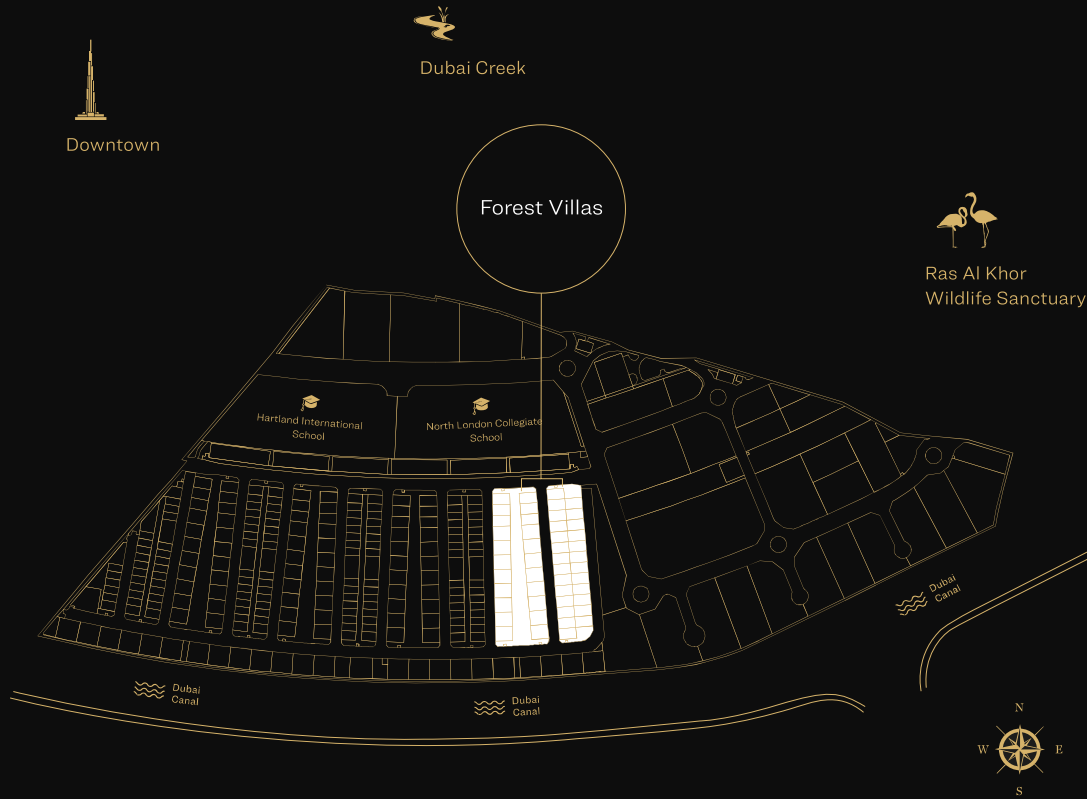 Dubai Creek
Downtown
Forest Villas
Ras Al Khor
Wildlife Sanctuary
Hartland International
School
North London Collegiate
School
Dubai
Canal
Dubai
Canal
Dubai
Canal
N
W
E
S